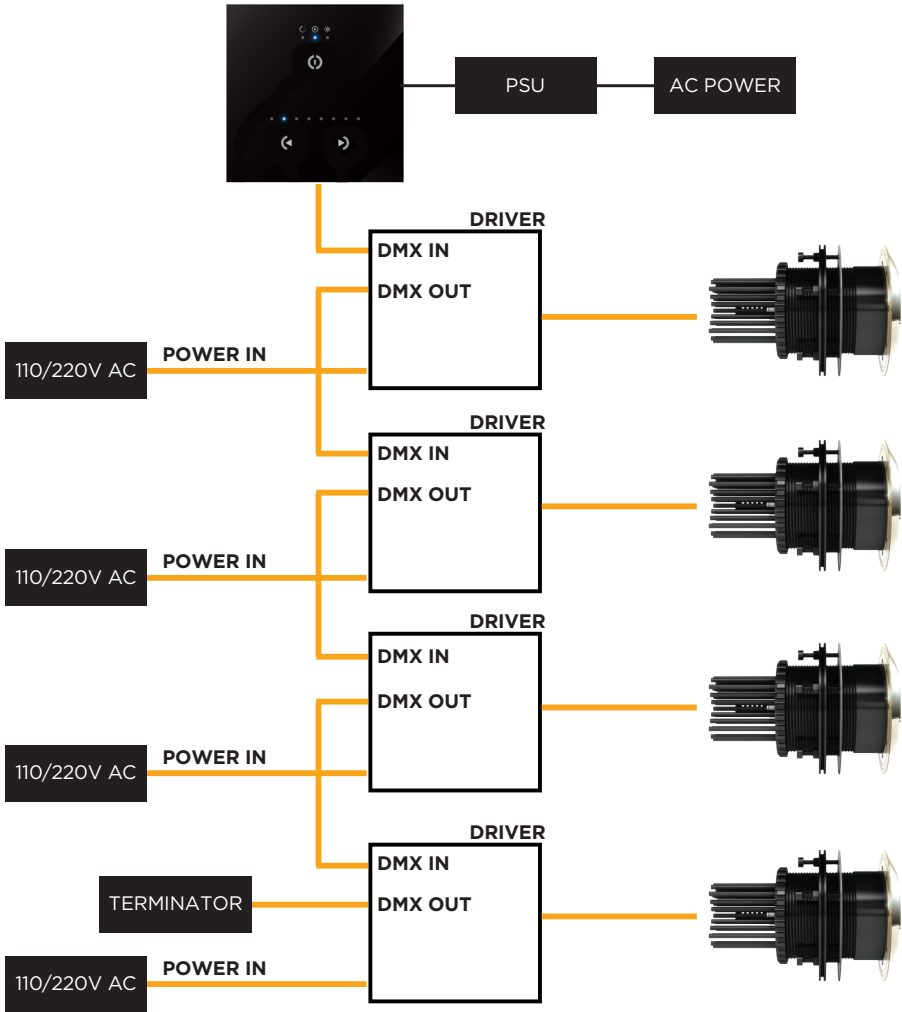 PSU
AC POWER
DRIVER
DMX IN
DMX OUT
POWER IN
110/220V AC
DRIVER
DMX IN
DMX OUT
POWER IN
110/220V AC
DRIVER
DMX IN
DMX OUT
POWER IN
110/220V AC
DRIVER
DMX IN
TERMINATOR
DMX OUT
POWER IN
110/220V AC